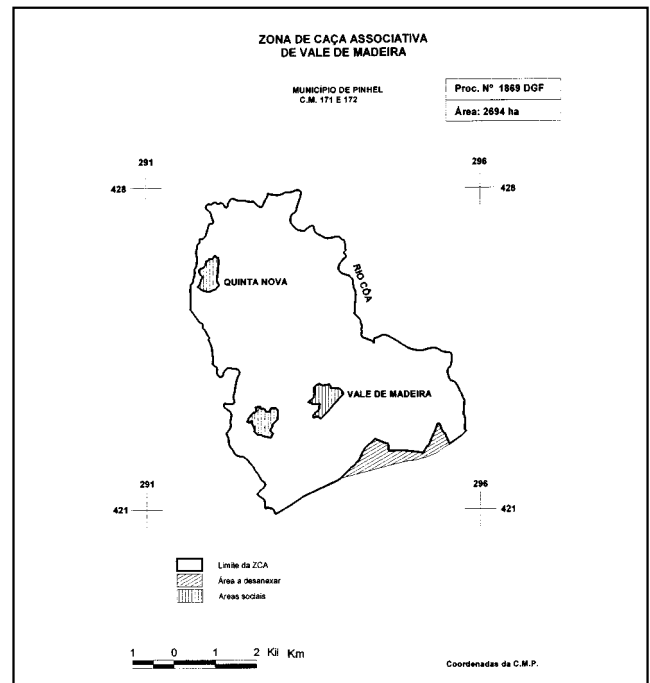 ZONA DE CAÇA ASSOCIATIVA
DE VALE DE MADEIRA
MUNICÍPIO DE PINHEL
C.M. 171 E 172
Proc. Nº 1869 DGF
Área: 2694 ha
291
296
428
428
RIO CÔA
QUINTA NOVA
VALE DE MADEIRA
291
296
421
421
Limite da ZCA
Área a desanexar
Areas sociais
1 0 1 2 Kil Km
Coordenadas da C.M.P.